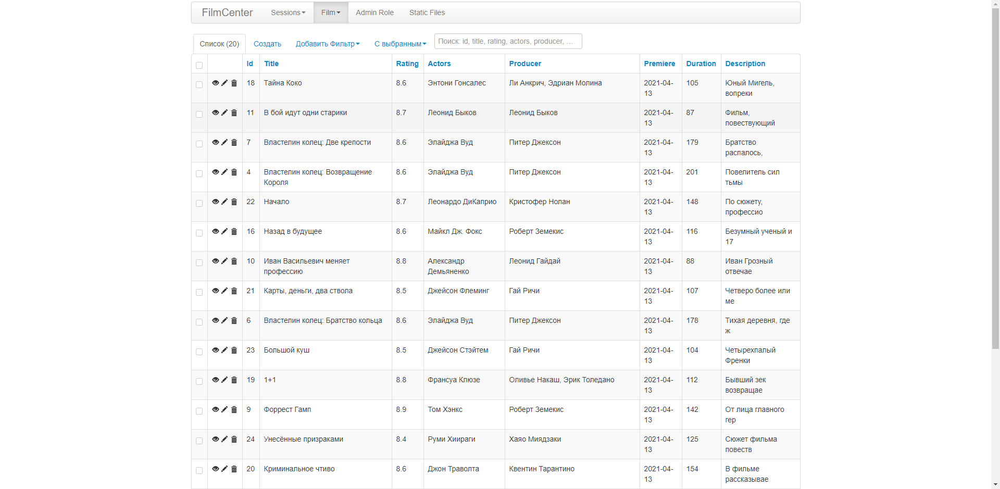 FilmCenter Sessions Film Admin Role Static Files
Список (20) Создать Добавить Фильтр С выбранным Поиск: id, title, rating, actors, producer, ...
Id Title Rating Actors Producer Premiere Duration Description
18 Тайна Коко 8.6 Энтони Гонсалес Ли Анкрич, Эдриан Молина 2021-04- 105 Юный Мигель,
13 вопреки
11 В бой идут одни старики 8.7 Леонид Быков Леонид Быков 2021-04- 87 Фильм,
13 повествующий
7 Властелин колец: Две крепости 8.6 Элайджа Вуд Питер Джексон 2021-04- 179 Братство
13 распалось,
4 Властелин колец: Возвращение 8.6 Элайджа Вуд Питер Джексон 2021-04- 201 Повелитель сил
Короля 13 тьмы
22 Начало 8.7 Леонардо ДиКаприо Кристофер Нолан 2021-04- 148 По сюжету,
13 профессио
16 Назад в будущее 8.6 Майкл Дж. Фокс Роберт Земекис 2021-04- 116 Безумный ученый и
13 17
10 Иван Васильевич меняет 8.8 Александр Леонид Гайдай 2021-04- 88 Иван Грозный
профессию Демьяненко 13 отвечае
21 Карты, деньги, два ствола 8.5 Джейсон Флеминг Гай Ричи 2021-04- 107 Четверо более или
13 ме
6 Властелин колец: Братство кольца 8.6 Элайджа Вуд Питер Джексон 2021-04- 178 Тихая деревня, где
13 ж
23 Большой куш 8.5 Джейсон Стэйтем Гай Ричи 2021-04- 104 Четырехпалый
13 Френки
19 1+1 8.8 Франсуа Клюзе Оливье Накаш, Эрик Толедано 2021-04- 112 Бывший зек
13 возвращае
9 Форрест Гамп 8.9 Том Хэнкс Роберт Земекис 2021-04- 142 От лица главного
13 гер
24 Унесённые призраками 8.4 Руми Хиираги Хаяо Миядзаки 2021-04- 125 Сюжет фильма
13 повеств
20 Криминальное чтиво 8.6 Джон Траволта Квентин Тарантино 2021-04- 154 В фильме
13 рассказывае